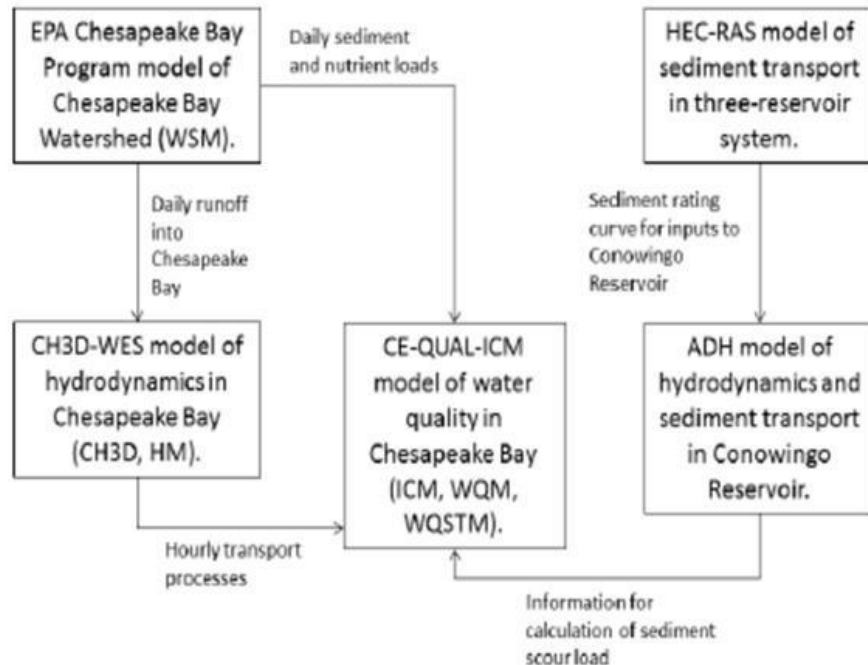 EPA Chesapeake Bay
Program model of
Chesapeake Bay
Watershed (WSM).
Daily sediment
and nutrient loads
HEC-RAS model of
sediment transport
in three-reservoir
system.
Daily runoff
into
Chesapeake
Bay
Sediment rating
curve for inputs to
Conowingo
Reservoir
CH3D-WES model of
hydrodynamics in
Chesapeake Bay
(CH3D, HM).
CE-QUAL-ICM
model of water
quality in
Chesapeake Bay
(ICM, WQM,
WQSTM).
ADH model of
hydrodynamics and
sediment transport
in Conowingo
Reservoir.
Hourly transport
processes
Information for
calculation of sediment
scour load